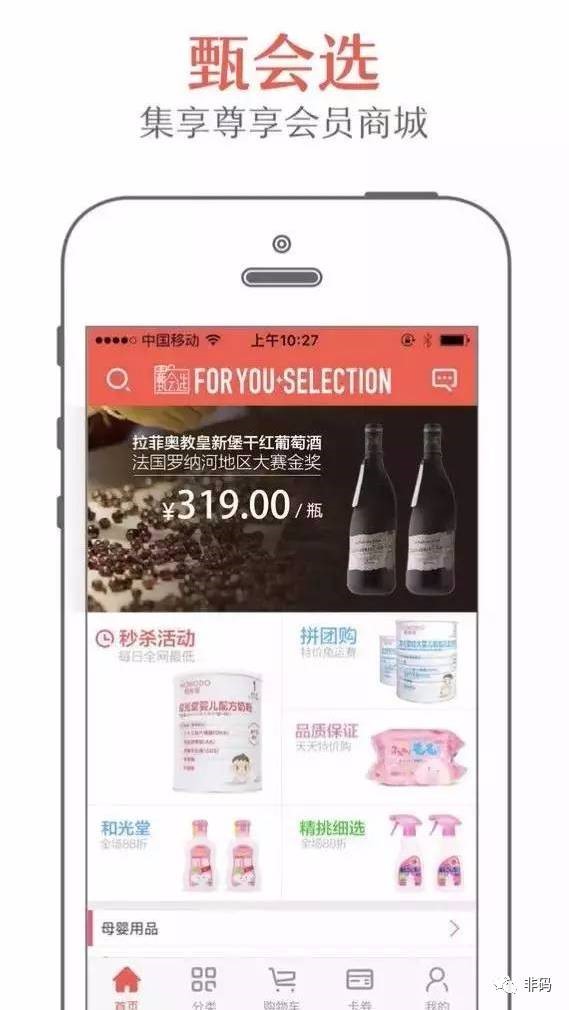 甄会选
集享尊享会员商城
中国移动
上午10:27
甄会选 FOR YOU SELECTION
拉菲奥教皇新堡干红葡萄酒
法国罗纳河地区大赛金奖
¥319.00/瓶
秒杀活动
每日全网最低
拼团购
特价免运费
品质保证
天天特价购
和光堂
全场88折
精挑细选
全场88折
母婴用品
首页
分类
购物车
卡券
我的
非码